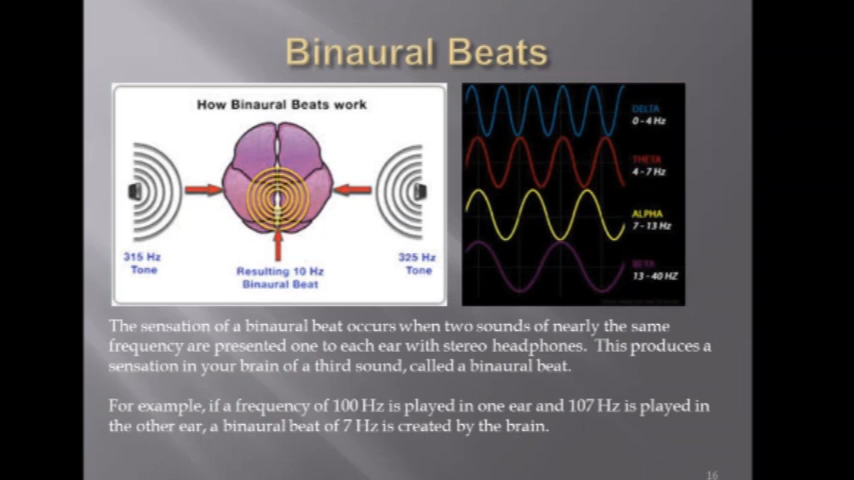 Binaural Beats
How Binaural Beats work
315 Hz
Tone
325 Hz
Tone
Resulting 10 Hz
Binaural Beat
DELTA
0 - 4 Hz
THETA
4 - 7 Hz
ALPHA
7 - 13 Hz
BETA
13 - 40 HZ
The sensation of a binaural beat occurs when two sounds of nearly the same
frequency are presented one to each ear with stereo headphones. This produces a
sensation in your brain of a third sound, called a binaural beat.
For example, if a frequency of 100 Hz is played in one ear and 107 Hz is played in
the other ear, a binaural beat of 7 Hz is created by the brain.
16